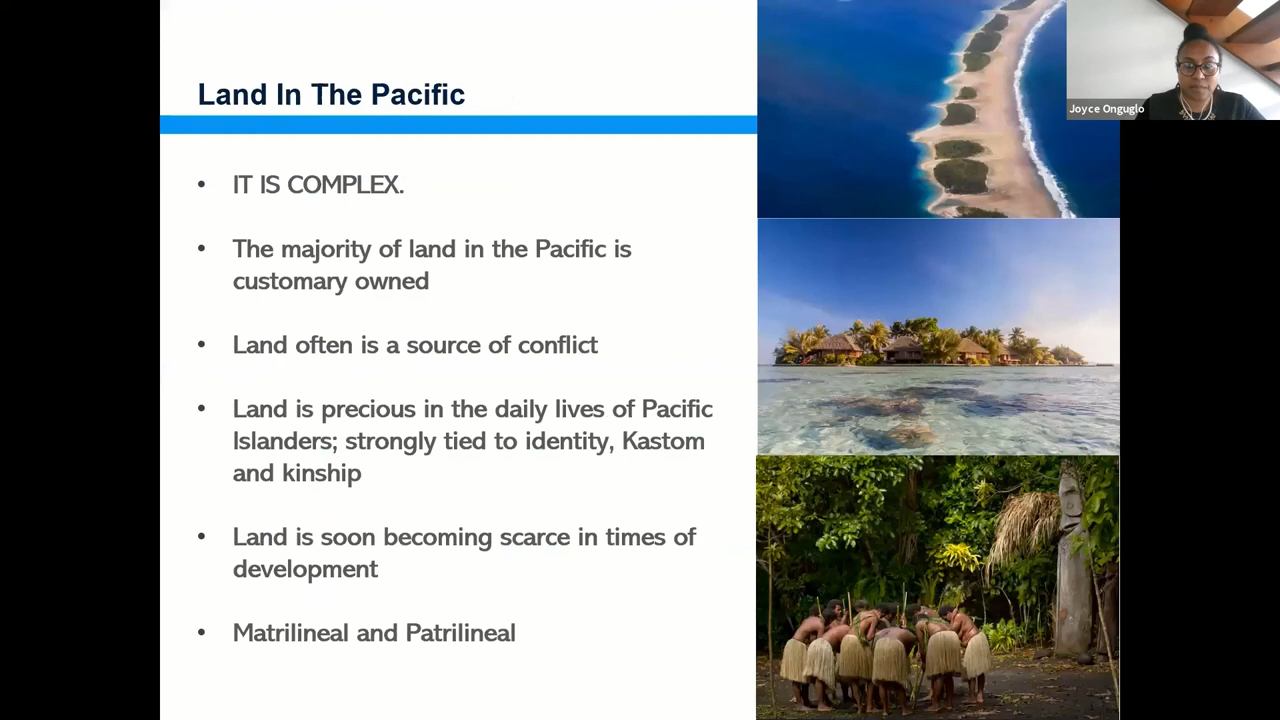 Land In The Pacific
Joyce Onguglo
• IT IS COMPLEX.
• The majority of land in the Pacific is
customary owned
• Land often is a source of conflict
• Land is precious in the daily lives of Pacific
Islanders; strongly tied to identity, Kastom
and kinship
• Land is soon becoming scarce in times of
development
• Matrilineal and Patrilineal